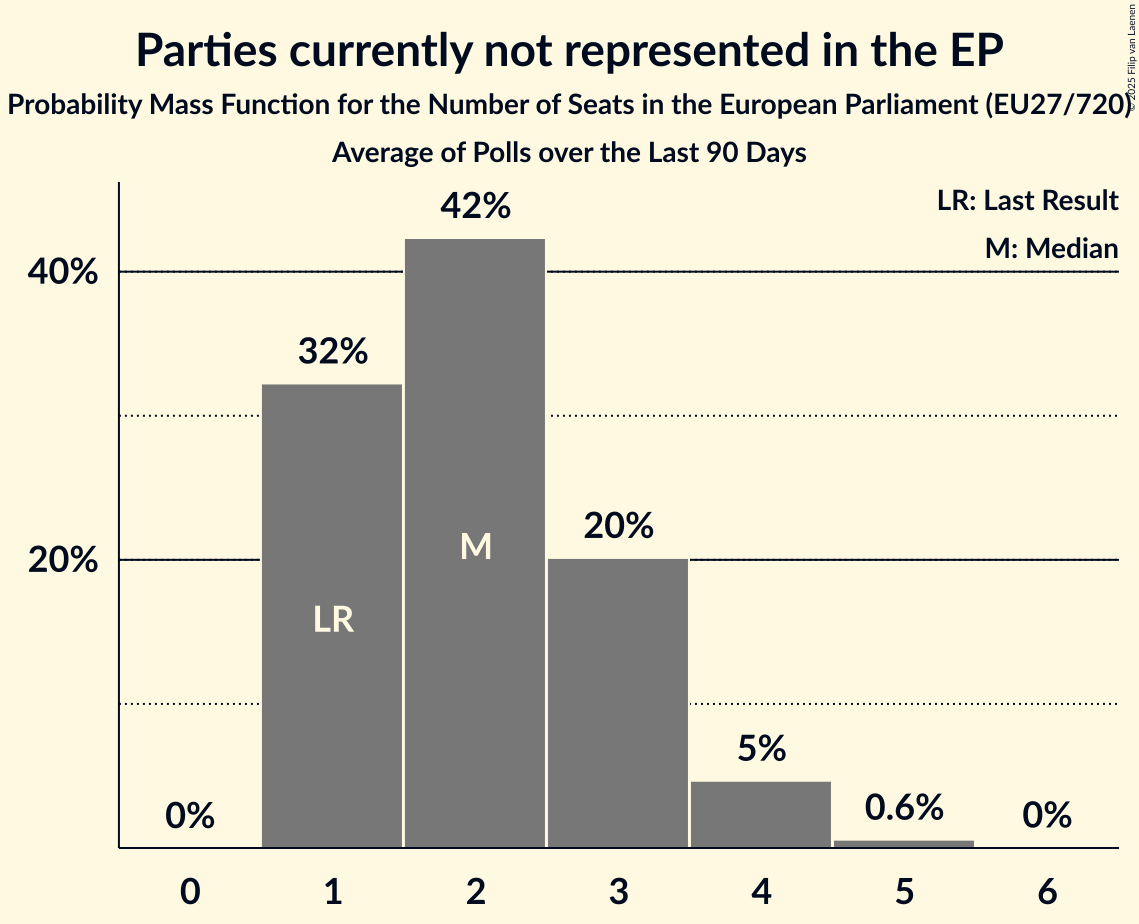 Parties currently not represented in the EP
Probability Mass Function for the Number of Seats in the European Parliament (EU27/720)
Average of Polls over the Last 90 Days
© 2025 Filip van Laenen
LR: Last Result
M: Median
42%
40%
32%
20%
20%
M
LR
5%
0.6%
0%
0%
0 1 2 3 4 5 6